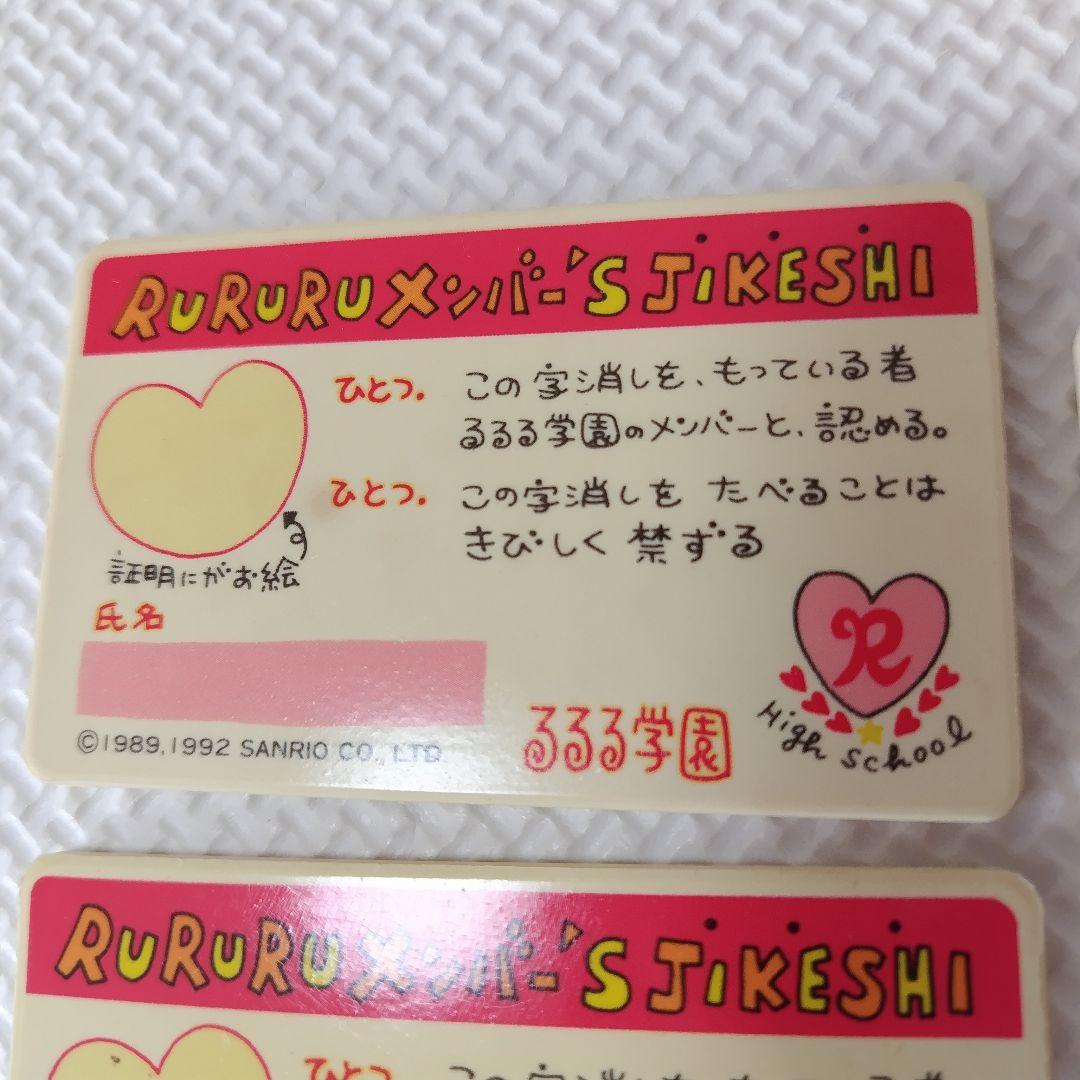 RURURUメンバー'S JiKESHI
ひとつ. この字消しを、もっている者
るるる学園のメンバーと、認める。
ひとつ. この字消しを たべることは
きびしく 禁ずる
証明にがお絵
氏名
R
High School
るるる学園
©1989,1992 SANRIO CO., LTD
RURURUメンバー'S JiKESHI
ひとつ